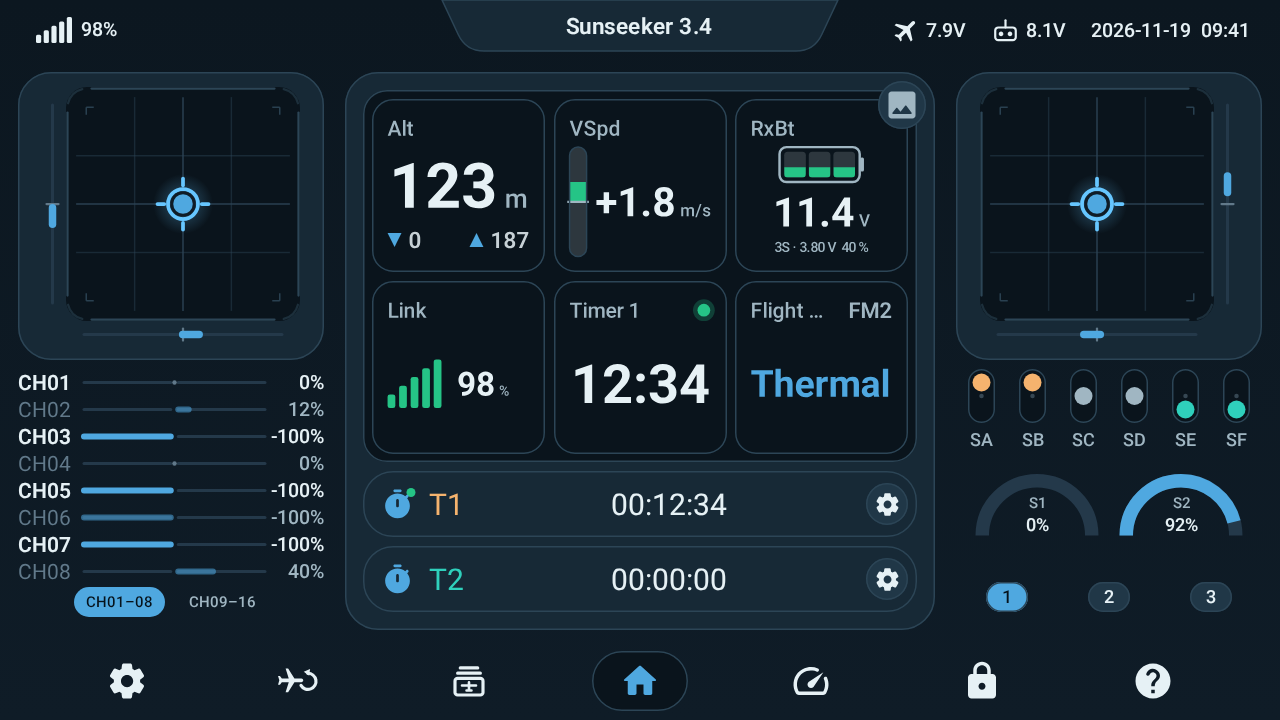 98%
Sunseeker 3.4
7.9V
8.1V
2026-11-19 09:41
Alt
123 m
0
187
VSpd
+1.8 m/s
RxBt
11.4 V
3S · 3.80 V 40 %
Link
98 %
Timer 1
12:34
Flight ...
FM2
Thermal
T1
00:12:34
T2
00:00:00
CH01 0%
CH02 12%
CH03 -100%
CH04 0%
CH05 -100%
CH06 -100%
CH07 -100%
CH08 40%
CH01–08
CH09–16
SA SB SC SD SE SF
S1
0%
S2
92%
1
2
3